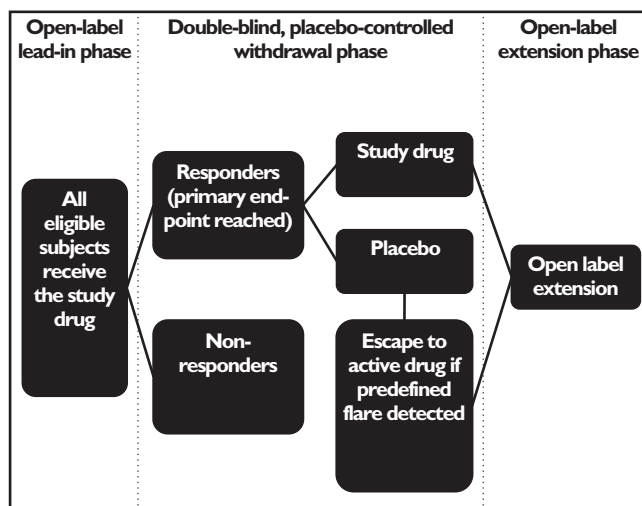 Open-label
lead-in phase
Double-blind, placebo-controlled
withdrawal phase
Open-label
extension phase
All
eligible
subjects
receive
the study
drug
Responders
(primary end-
point reached)
Non-
responders
Study drug
Placebo
Escape to
active drug if
predefined
flare detected
Open label
extension